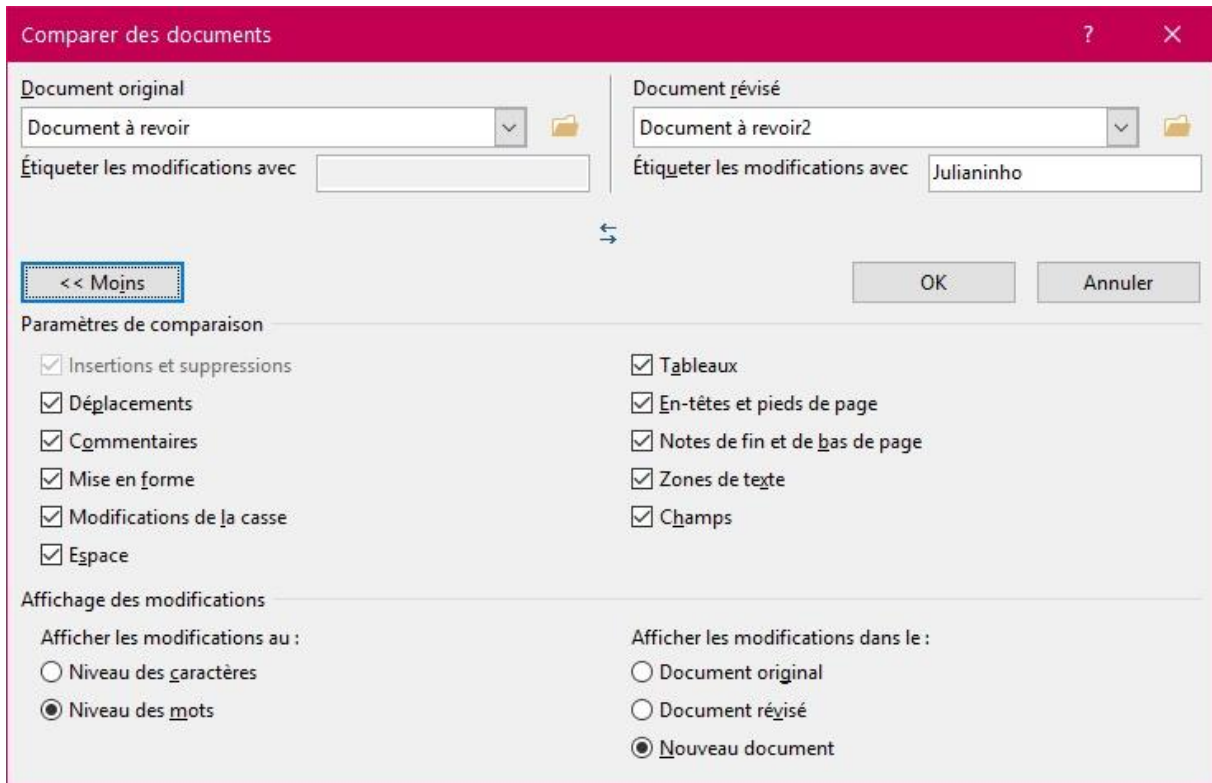 Comparer des documents ?
Document original
Document révisé
Document à revoir
Document à revoir2
Étiqueter les modifications avec
Étiqueter les modifications avec Julianinho
<< Moins
OK
Annuler
Paramètres de comparaison
Insertions et suppressions
Déplacements
Commentaires
Mise en forme
Modifications de la casse
Espace
Tableaux
En-têtes et pieds de page
Notes de fin et de bas de page
Zones de texte
Champs
Affichage des modifications
Afficher les modifications au :
Niveau des caractères
Niveau des mots
Afficher les modifications dans le :
Document original
Document révisé
Nouveau document